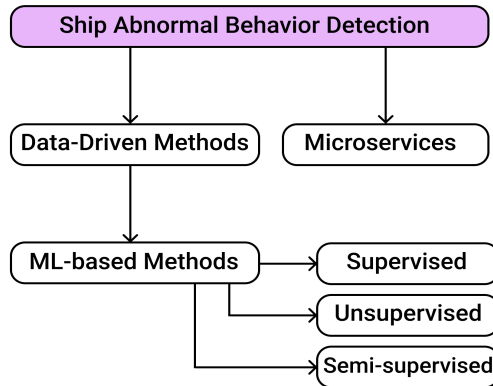 Ship Abnormal Behavior Detection
Data-Driven Methods
Microservices
ML-based Methods
Supervised
Unsupervised
Semi-supervised